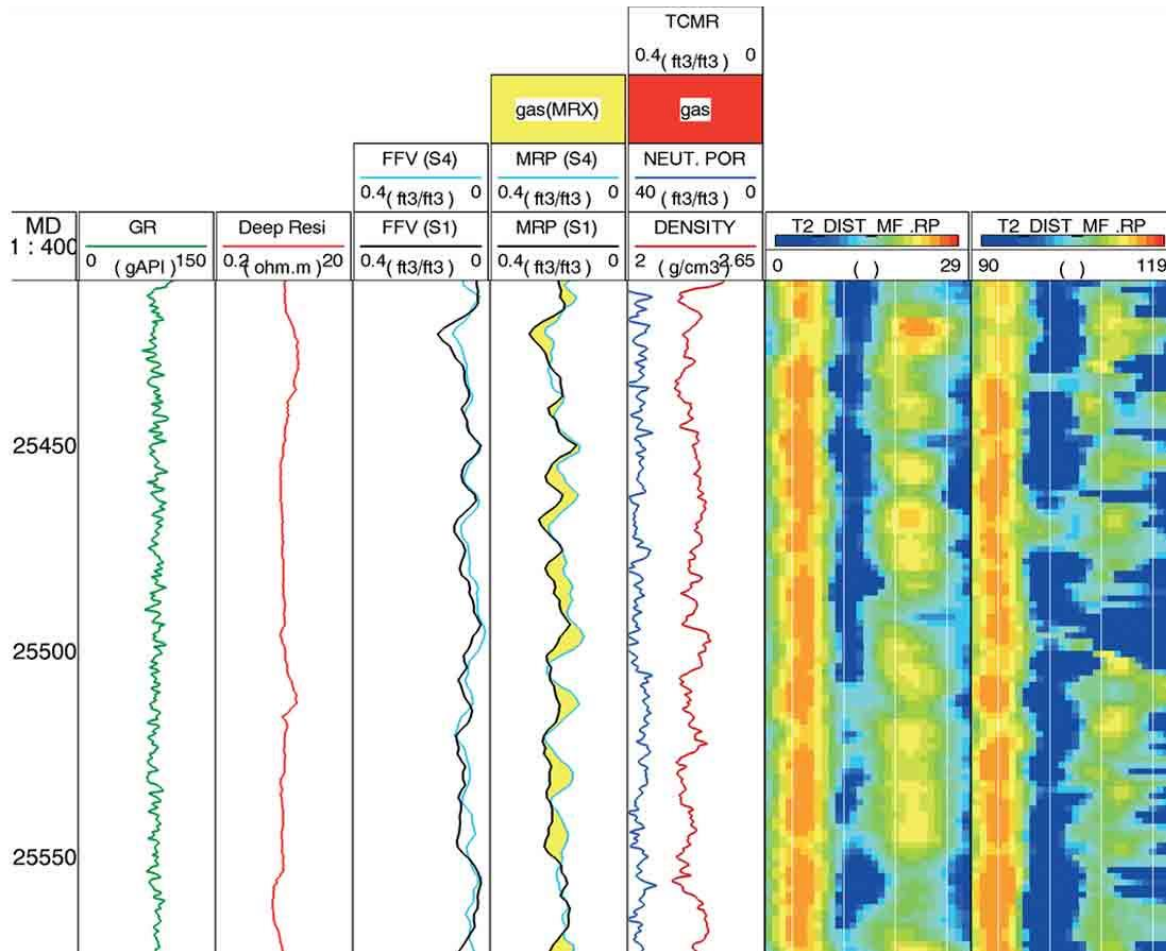 TCMR
0.4 (ft3/ft3) 0
gas(MRX)
gas
FFV (S4)
0.4 (ft3/ft3) 0
MRP (S4)
0.4 (ft3/ft3) 0
NEUT. POR
40 (ft3/ft3) 0
MD
1 : 400
GR
0 (gAPI) 150
Deep Resi
0.2 (ohm.m) 20
FFV (S1)
0.4 (ft3/ft3) 0
MRP (S1)
0.4 (ft3/ft3) 0
DENSITY
2 (g/cm3) 2.65
T2_DIST_MF .RP
0 ( ) 29
T2_DIST_MF .RP
90 ( ) 119
25450
25500
25550